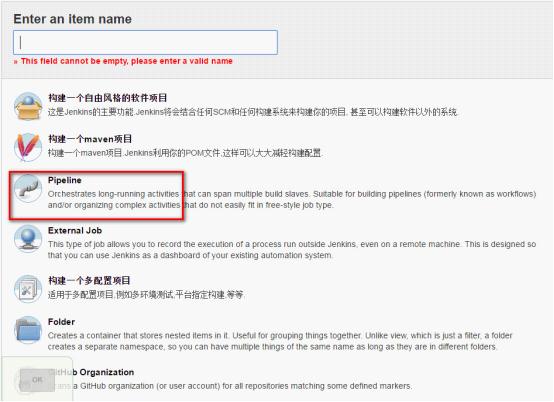 Enter an item name
» This field cannot be empty, please enter a valid name
构建一个自由风格的软件项目
这是Jenkins的主要功能.Jenkins将会结合任何SCM和任何构建系统来构建你的项目, 甚至可以构建软件以外的系统.
构建一个maven项目
构建一个maven项目.Jenkins利用你的POM文件,这样可以大大减轻构建配置.
Pipeline
Orchestrates long-running activities that can span multiple build slaves. Suitable for building pipelines (formerly known as workflows)
and/or organizing complex activities that do not easily fit in free-style job type.
External Job
This type of job allows you to record the execution of a process run outside Jenkins, even on a remote machine. This is designed so
that you can use Jenkins as a dashboard of your existing automation system.
构建一个多配置项目
适用于多配置项目,例如多环境测试,平台指定构建,等等.
Folder
Creates a container that stores nested items in it. Useful for grouping things together. Unlike view, which is just a filter, a folder
creates a separate namespace, so you can have multiple things of the same name as long as they are in different folders.
GitHub Organization
OK
a GitHub organization (or user account) for all repositories matching some defined markers.